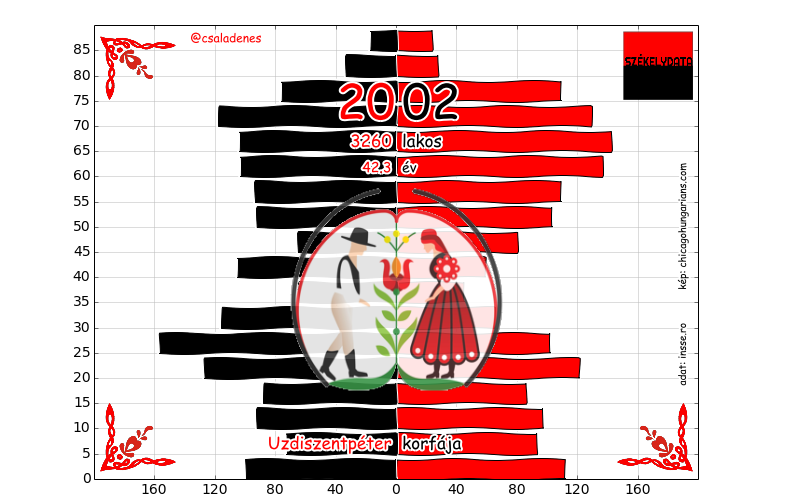 @csaladenes
SZÉKELYDATA
2002
3260 lakos
42,3 év
kép: chicagohungarians.com
adat: insse.ro
Uzdiszentpéter korfája
85
80
75
70
65
60
55
50
45
40
35
30
25
20
15
10
5
0
160 120 80 40 0 40 80 120 160